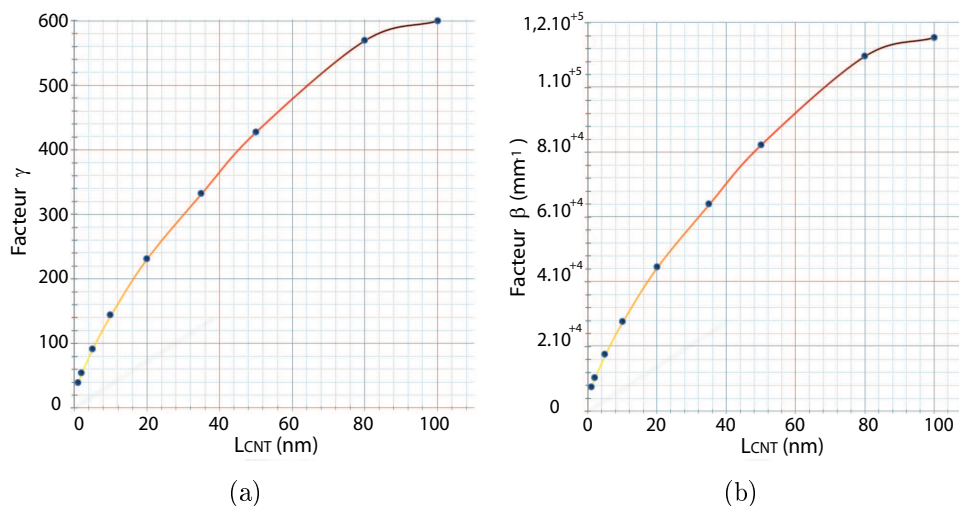 Facteur γ
600
500
400
300
200
100
0
0 20 40 60 80 100
LCNT (nm)
(a)
Facteur β (mm-1)
1,2.10+5
1.10+5
8.10+4
6.10+4
4.10+4
2.10+4
0
0 20 40 60 80 100
LCNT (nm)
(b)